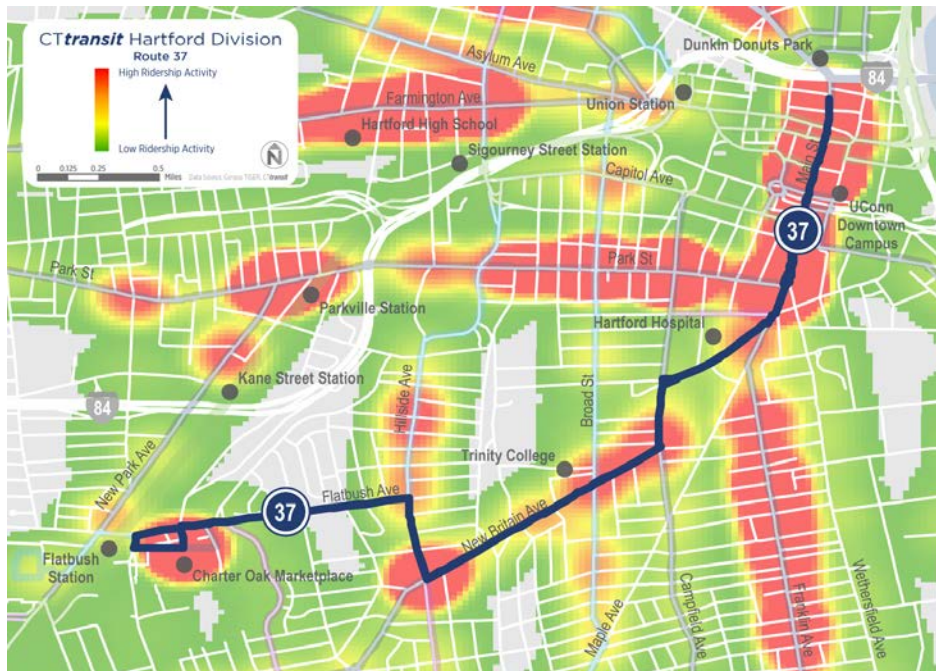 CTtransit Hartford Division
Route 37
High Ridership Activity
Low Ridership Activity
N
0 0.125 0.25 0.5
Miles
Data Source: Census TIGER, CTtransit
Dunkin Donuts Park
84
Asylum Ave
Union Station
Farmington Ave
Hartford High School
Sigourney Street Station
Capitol Ave
Main St
UConn
Downtown
Campus
37
Park St
Park St
Parkville Station
Hartford Hospital
Kane Street Station
84
Hillside Ave
Broad St
New Park Ave
Trinity College
Flatbush Ave
37
New Britain Ave
Flatbush
Station
Charter Oak Marketplace
Maple Ave
Campfield Ave
Franklin Ave
Wethersfield Ave